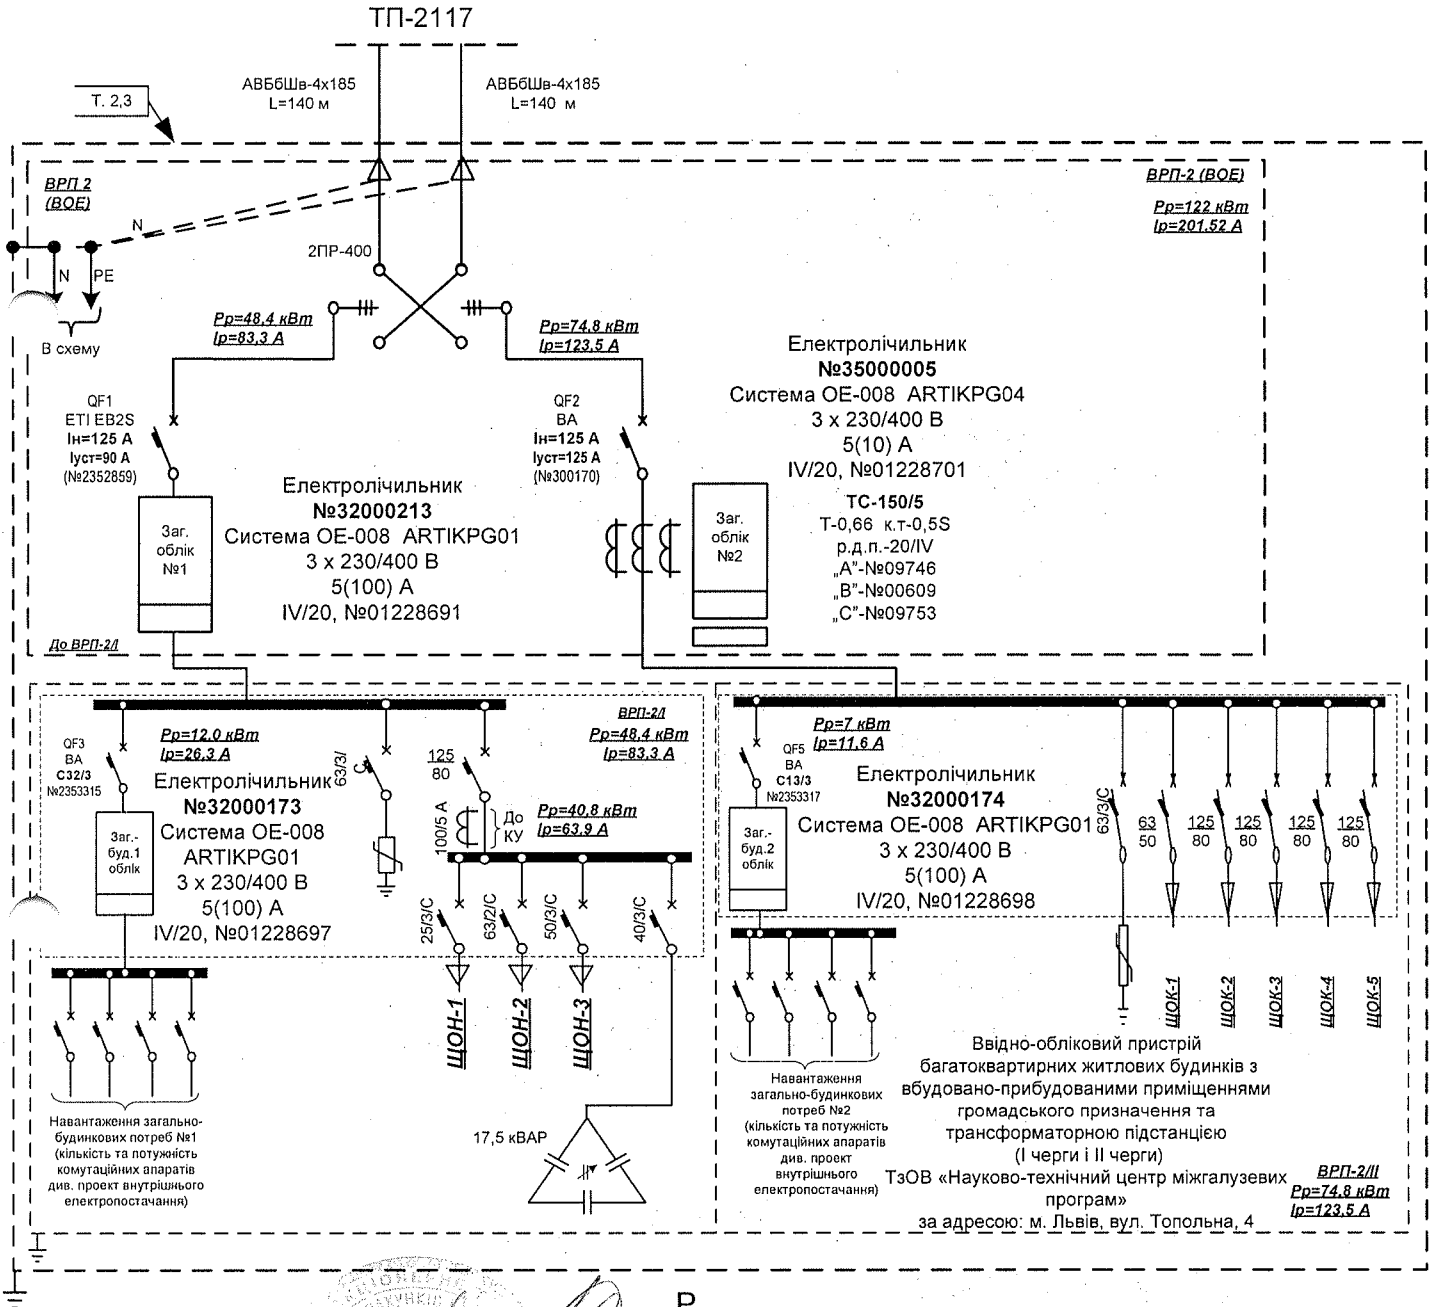 ТП-2117
АВБбШв-4х185
L=140 м
АВБбШв-4х185
L=140 м
Т. 2,3
ВРП 2
(ВОЕ)
N
N
PE
В схему
2ПР-400
ВРП-2 (ВОЕ)
Рр=122 кВт
Ip=201,52 А
Рр=48,4 кВт
Ip=83,3 А
Рр=74,8 кВт
Ip=123,5 А
QF1
ETI EB2S
Ін=125 А
Іуст=90 А
(№2352859)
QF2
ВА
Ін=125 А
Іуст=125 А
(№300170)
Електролічильник
№35000005
Система ОЕ-008 ARTIKPG04
3 х 230/400 В
5(10) А
IV/20, №01228701
ТС-150/5
Т-0,66 к.т-0,5S
р.д.п.-20/IV
„А”-№09746
„В”-№00609
„С”-№09753
Заг.
облік
№1
Електролічильник
№32000213
Система ОЕ-008 ARTIKPG01
3 х 230/400 В
5(100) А
IV/20, №01228691
Заг.
облік
№2
До ВРП-2/І
QF3
ВА
С32/3
№2353315
Рр=12,0 кВт
Ip=26,3 А
Електролічильник
№32000173
Система ОЕ-008
ARTIKPG01
3 х 230/400 В
5(100) А
IV/20, №01228697
Заг.-
буд.1
облік
63/3/
С
125
80
ВРП-2/І
Рр=48,4 кВт
Ip=83,3 А
100/5 А
До
КУ
Рр=40,8 кВт
Ip=63,9 А
25/3/С
63/2/С
50/3/С
40/3/С
ЩОН-1
ЩОН-2
ЩОН-3
17,5 кВАР
Навантаження загально-
будинкових потреб №1
(кількість та потужність
комутаційних апаратів
див. проект внутрішнього
електропостачання)
QF5
ВА
С13/3
№2353317
Рр=7 кВт
Ip=11,6 А
Електролічильник
№32000174
Система ОЕ-008 ARTIKPG01
3 х 230/400 В
5(100) А
IV/20, №01228698
Заг.-
буд.2
облік
63/3/С
63
50
125
80
125
80
125
80
125
80
ЩОК-1
ЩОК-2
ЩОК-3
ЩОК-4
ЩОК-5
Навантаження
загально-будинкових
потреб №2
(кількість та потужність
комутаційних апаратів
див. проект
внутрішнього
електропостачання)
Ввідно-обліковий пристрій
багатоквартирних житлових будинків з
вбудовано-прибудованими приміщеннями
громадського призначення та
трансформаторною підстанцією
(І черги і ІІ черги)
ТзОВ «Науково-технічний центр міжгалузевих
програм»
за адресою: м. Львів, вул. Топольна, 4
ВРП-2/ІІ
Рр=74,8 кВт
Ip=123,5 А